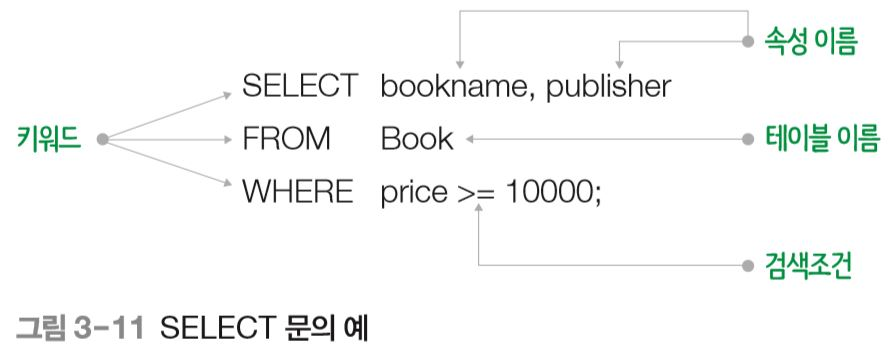 속성 이름
SELECT bookname, publisher
키워드 FROM Book 테이블 이름
WHERE price >= 10000;
검색조건
그림 3-11 SELECT 문의 예